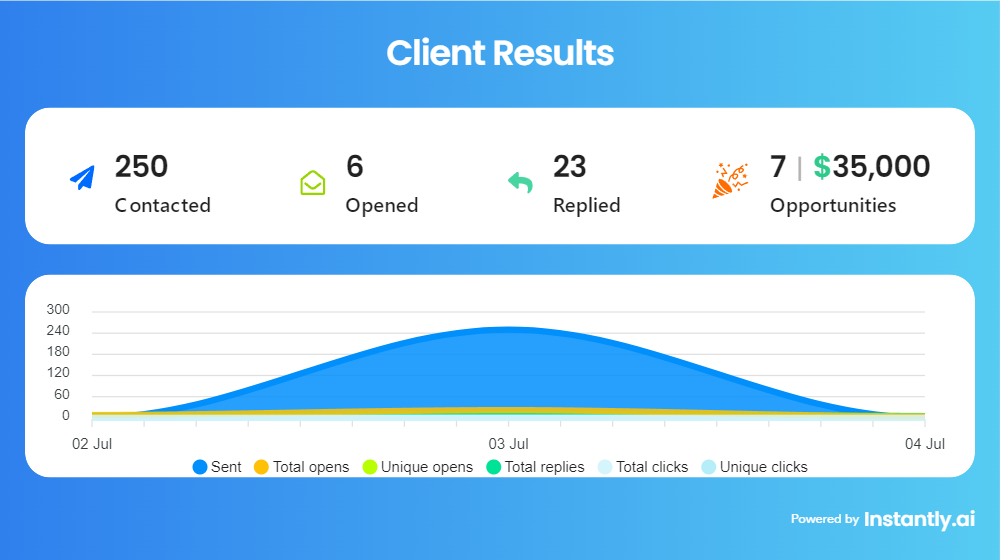 Client Results
250
Contacted
6
Opened
23
Replied
7 | $35,000
Opportunities
300
240
180
120
60
0
02 Jul
03 Jul
04 Jul
Sent
Total opens
Unique opens
Total replies
Total clicks
Unique clicks
Powered by Instantly.ai